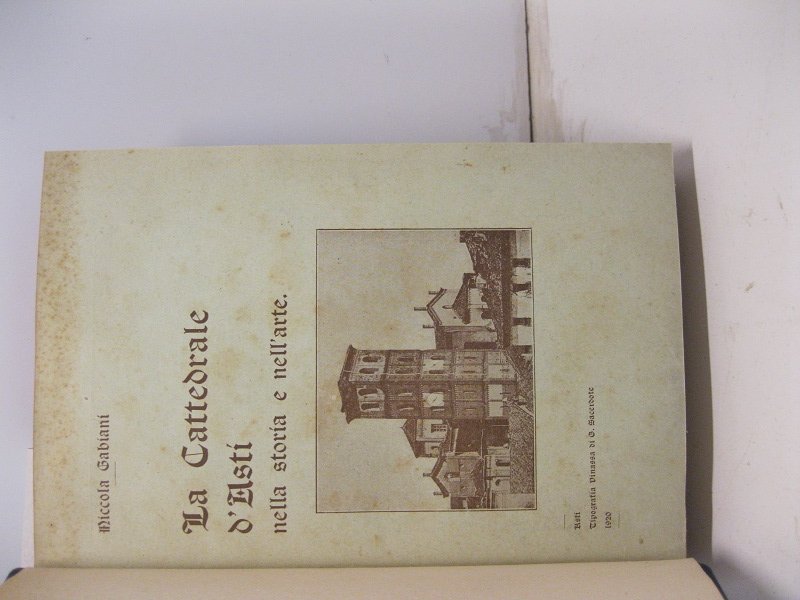 Niccola Gabiani
La Cattedrale
d'Asti
nella storia e nell'arte.
Asti
Tipografia Vinassa di G. Sacerdote
1920